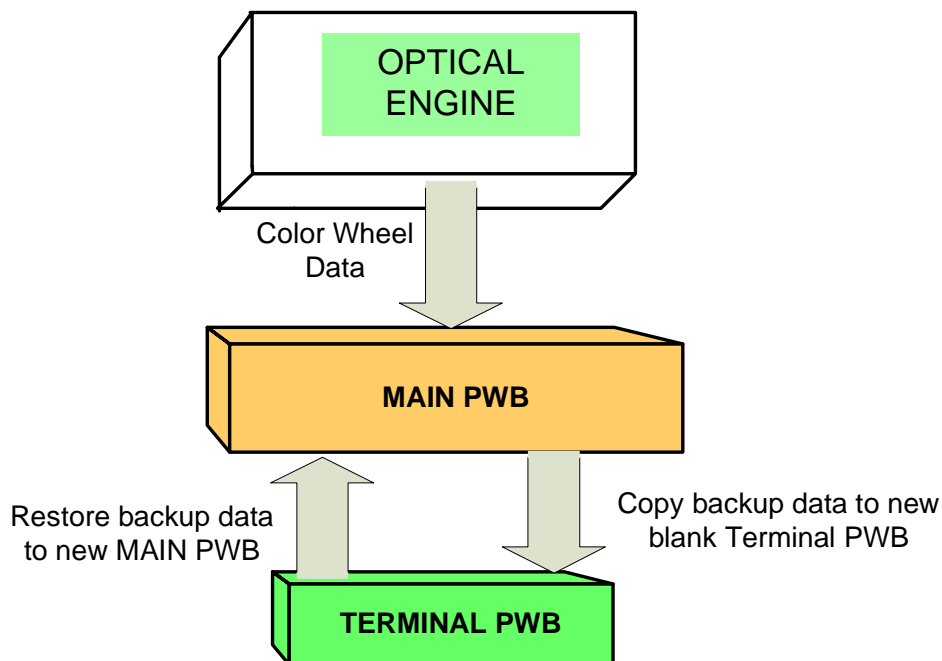 OPTICAL
ENGINE
Color Wheel
Data
MAIN PWB
Restore backup data
to new MAIN PWB
Copy backup data to new
blank Terminal PWB
TERMINAL PWB